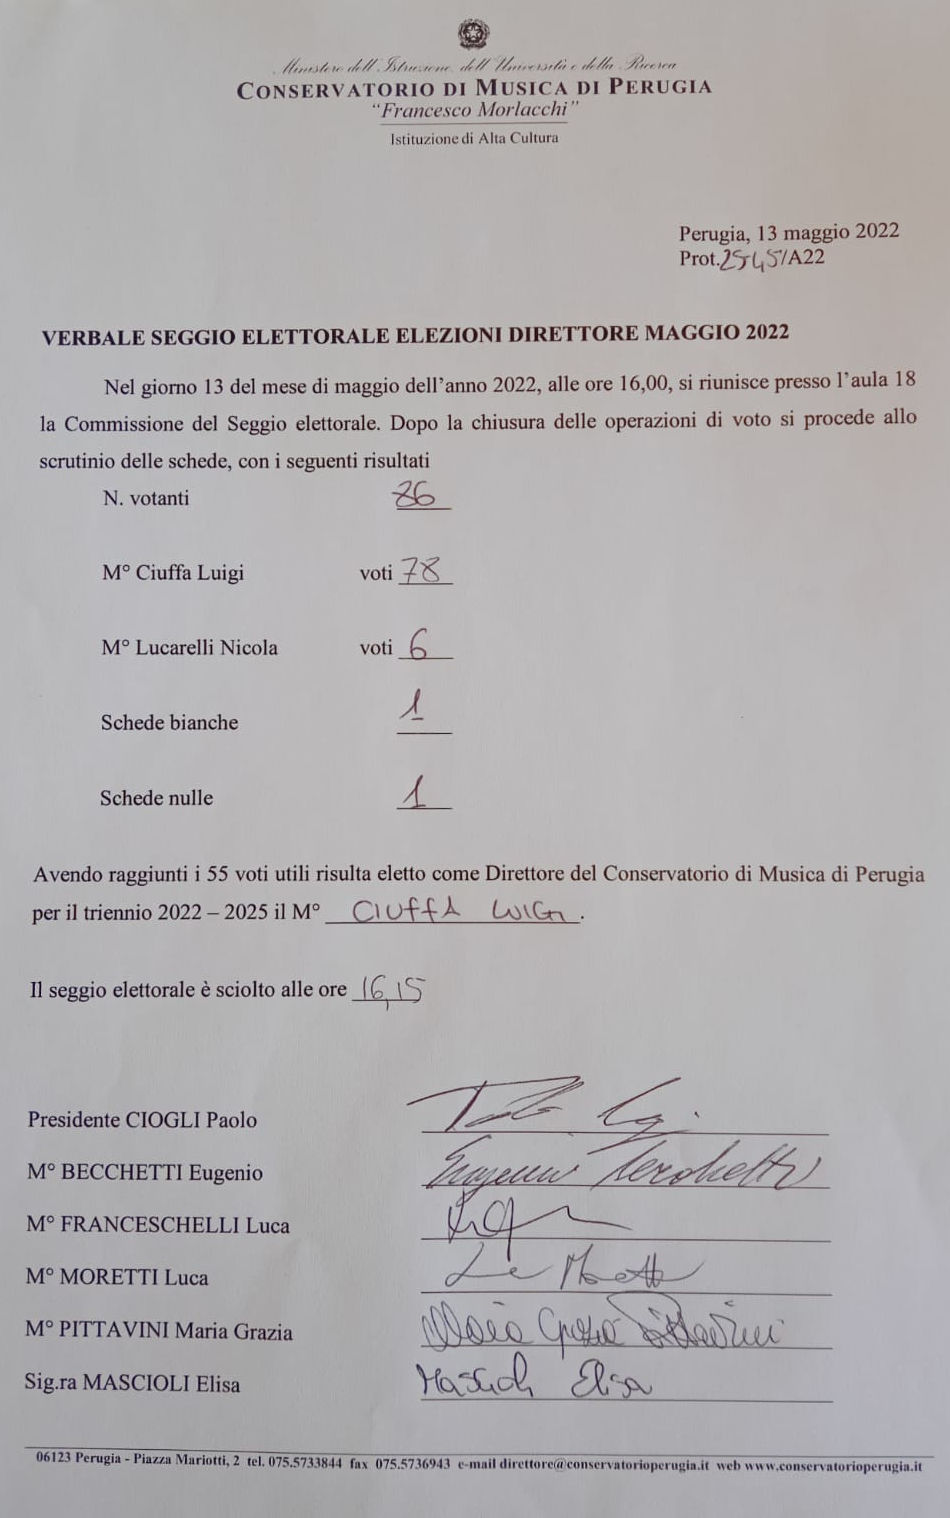 Ministero dell'Istruzione, dell'Università e della Ricerca
CONSERVATORIO DI MUSICA DI PERUGIA
“Francesco Morlacchi”
Istituzione di Alta Cultura
Perugia, 13 maggio 2022
Prot.2545/A22
VERBALE SEGGIO ELETTORALE ELEZIONI DIRETTORE MAGGIO 2022
Nel giorno 13 del mese di maggio dell’anno 2022, alle ore 16,00, si riunisce presso l’aula 18
la Commissione del Seggio elettorale. Dopo la chiusura delle operazioni di voto si procede allo
scrutinio delle schede, con i seguenti risultati
N. votanti 86
M° Ciuffa Luigi voti 78
M° Lucarelli Nicola voti 6
Schede bianche 1
Schede nulle 1
Avendo raggiunti i 55 voti utili risulta eletto come Direttore del Conservatorio di Musica di Perugia
per il triennio 2022 – 2025 il M° CIUFFA LUIGI.
Il seggio elettorale è sciolto alle ore 16,15
Presidente CIOGLI Paolo
M° BECCHETTI Eugenio Eugenio Becchetti
M° FRANCESCHELLI Luca
M° MORETTI Luca
M° PITTAVINI Maria Grazia Maria Grazia Pittavini
Sig.ra MASCIOLI Elisa Mascioli Elisa
06123 Perugia - Piazza Mariotti, 2 tel. 075.5733844 fax 075.5736943 e-mail direttore@conservatorioperugia.it web www.conservatorioperugia.it